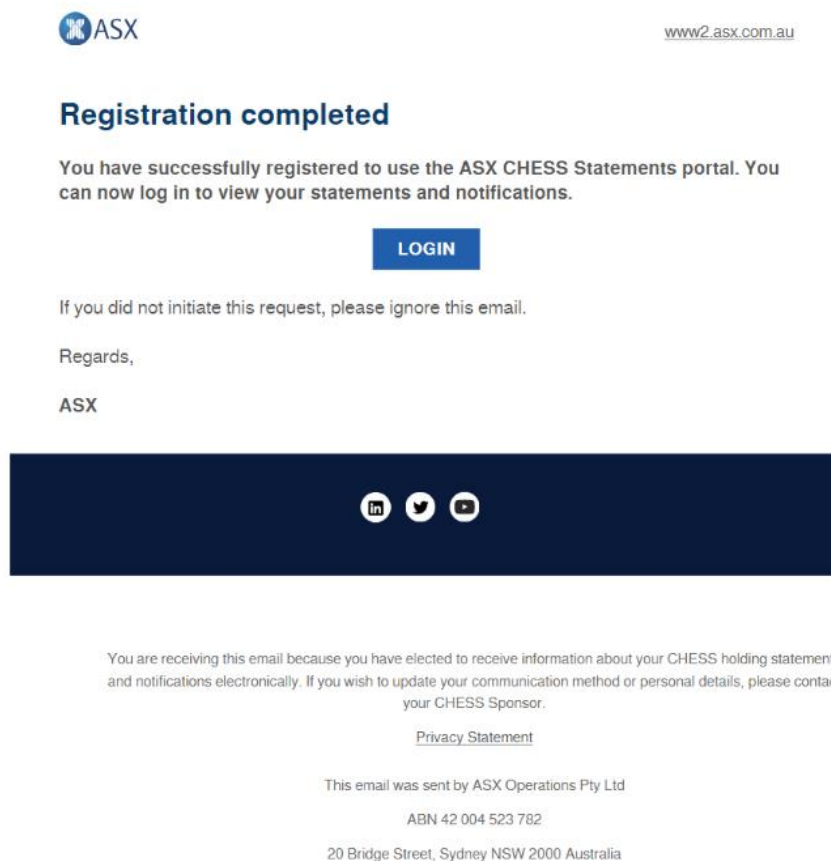 ASX
www2.asx.com.au
Registration completed
You have successfully registered to use the ASX CHESS Statements portal. You
can now log in to view your statements and notifications.
LOGIN
If you did not initiate this request, please ignore this email.
Regards,
ASX
in
You are receiving this email because you have elected to receive information about your CHESS holding statement
and notifications electronically. If you wish to update your communication method or personal details, please conta
your CHESS Sponsor.
Privacy Statement
This email was sent by ASX Operations Pty Ltd
ABN 42 004 523 782
20 Bridge Street, Sydney NSW 2000 Australia